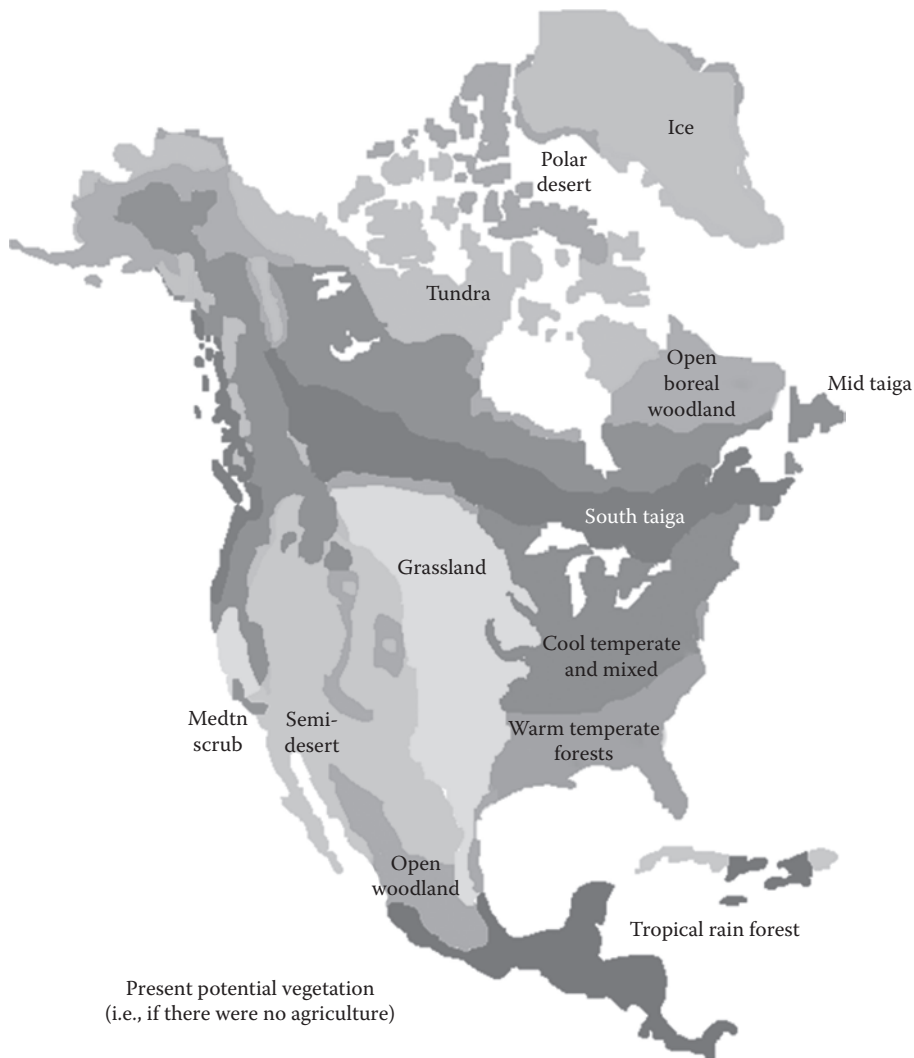 Ice
Polar
desert
Tundra
Open
boreal
woodland
Mid taiga
South taiga
Grassland
Cool temperate
and mixed
Medtn
scrub
Semi-
desert
Warm temperate
forests
Open
woodland
Tropical rain forest
Present potential vegetation
(i.e., if there were no agriculture)